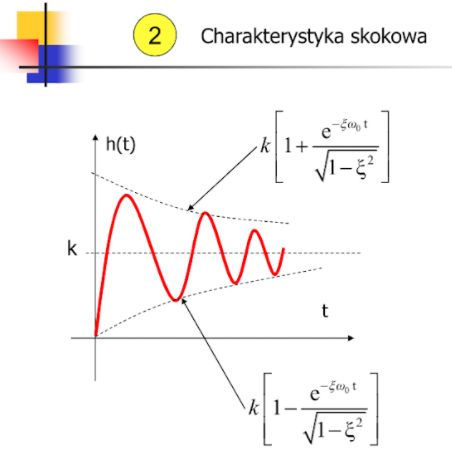 2 Charakterystyka skokowa
h(t)
k[1+e^{-ξω₀t}/√(1-ξ²)]
k
t
k[1-e^{-ξω₀t}/√(1-ξ²)]